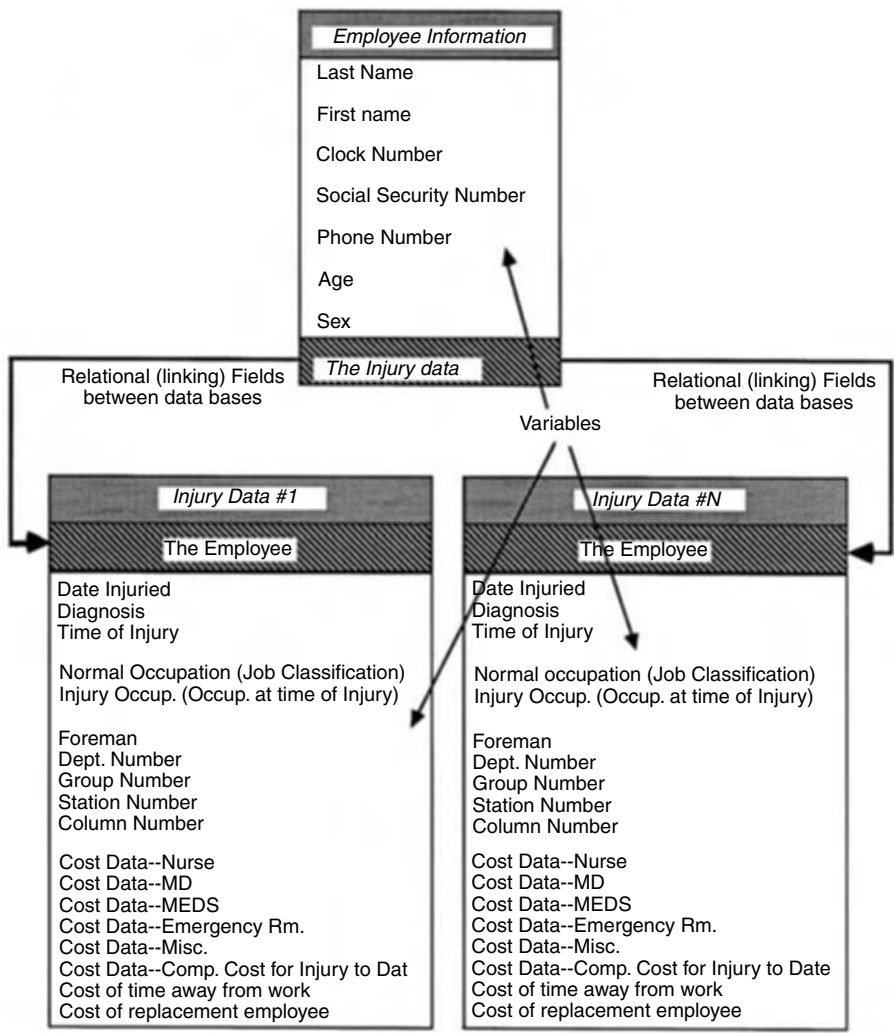 Employee Information
Last Name
First name
Clock Number
Social Security Number
Phone Number
Age
Sex
The Injury data
Relational (linking) Fields
between data bases
Relational (linking) Fields
between data bases
Variables
Injury Data #1
The Employee
Date Injuried
Diagnosis
Time of Injury
Normal Occupation (Job Classification)
Injury Occup. (Occup. at time of Injury)
Foreman
Dept. Number
Group Number
Station Number
Column Number
Cost Data--Nurse
Cost Data--MD
Cost Data--MEDS
Cost Data--Emergency Rm.
Cost Data--Misc.
Cost Data--Comp. Cost for Injury to Dat
Cost of time away from work
Cost of replacement employee
Injury Data #N
The Employee
Date Injuried
Diagnosis
Time of Injury
Normal occupation (Job Classification)
Injury Occup. (Occup. at time of Injury)
Foreman
Dept. Number
Group Number
Station Number
Column Number
Cost Data--Nurse
Cost Data--MD
Cost Data--MEDS
Cost Data--Emergency Rm.
Cost Data--Misc.
Cost Data--Comp. Cost for Injury to Date
Cost of time away from work
Cost of replacement employee